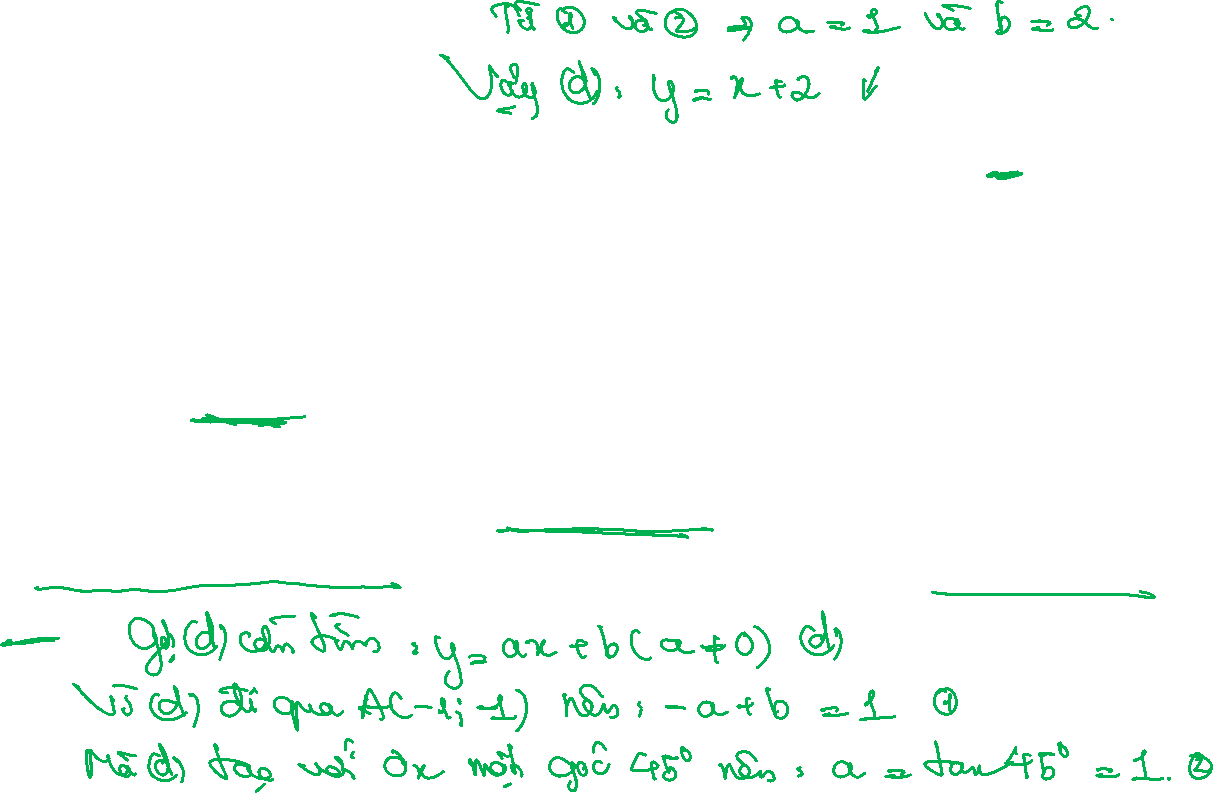 Từ ① và ② → a = 1 và b = 2.
Vậy (d): y = x + 2
Gọi (d) cần tìm: y = ax + b (a ≠ 0) (d)
Vì (d) đi qua A(-1; -1) nên: -a + b = 1 ①
Mà (d) tạo với Ox một góc 45° nên: a = tan 45° = 1. ②